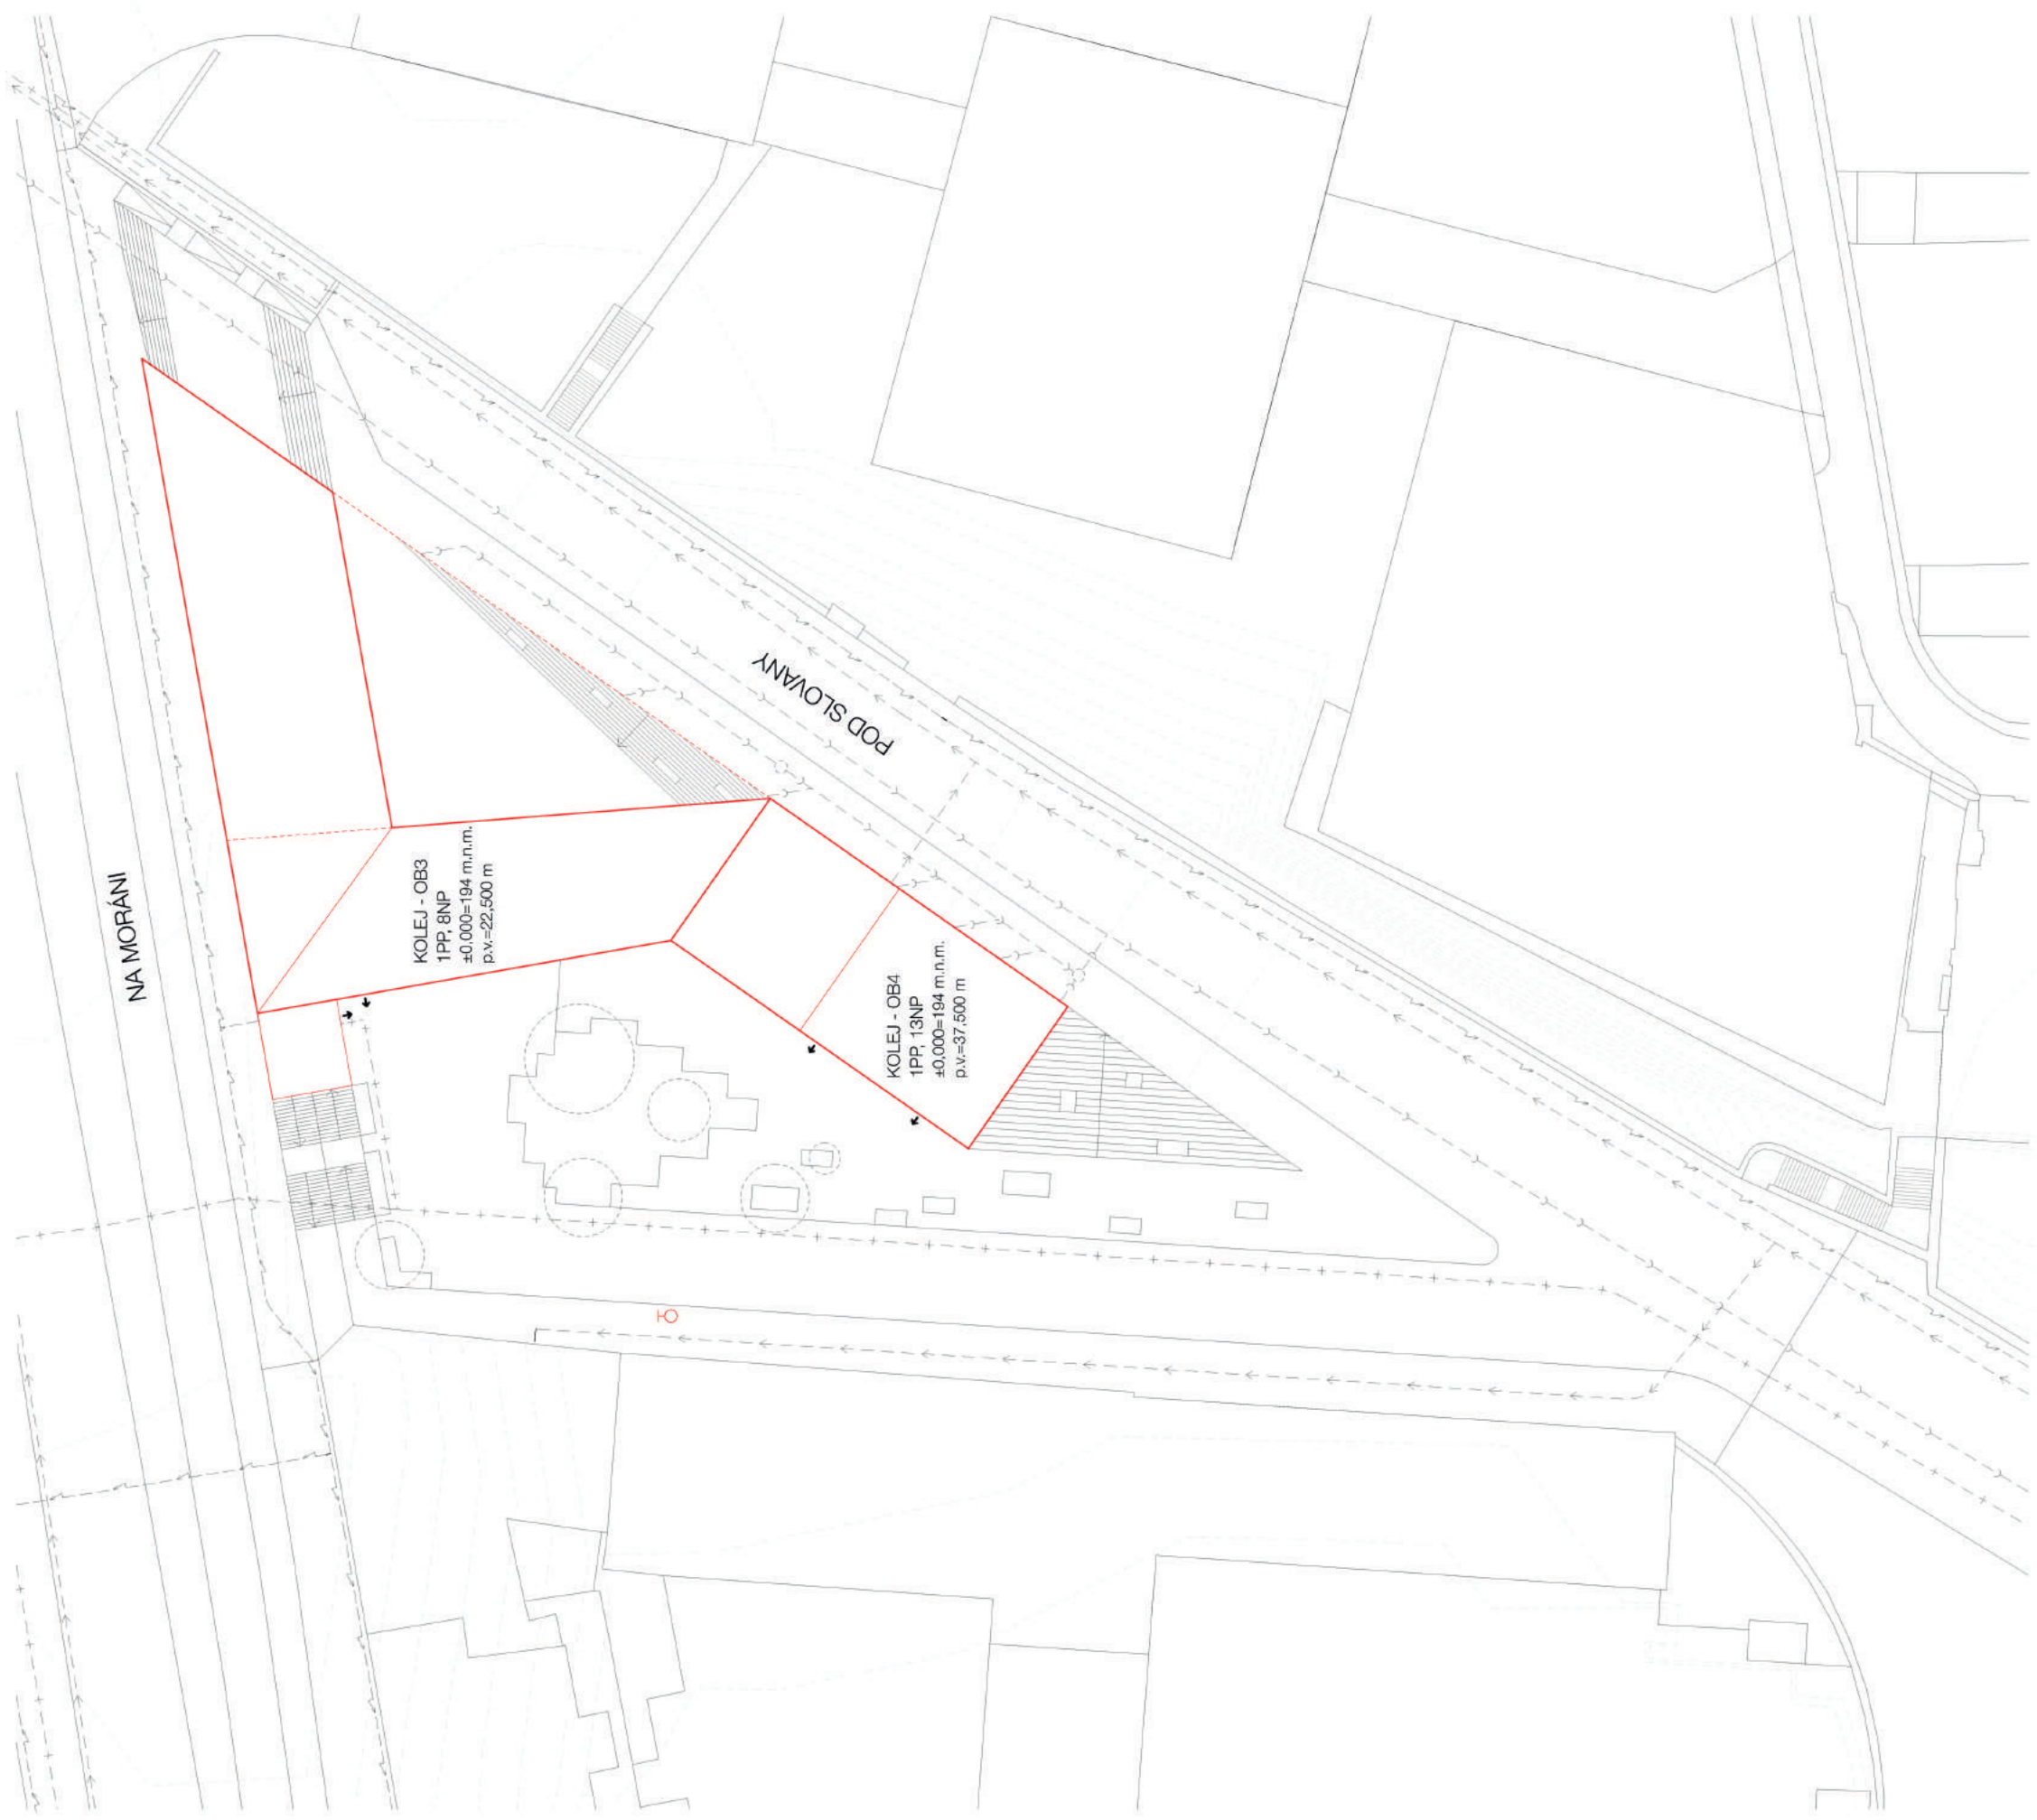 NA MORÁNI
POD SLOVANY
KOLEJ - OB3
1PP, 8NP
±0,000=194 m.n.m.
p.v.=22,500 m
KOLEJ - OB4
1PP, 13NP
±0,000=194 m.n.m.
p.v.=37,500 m